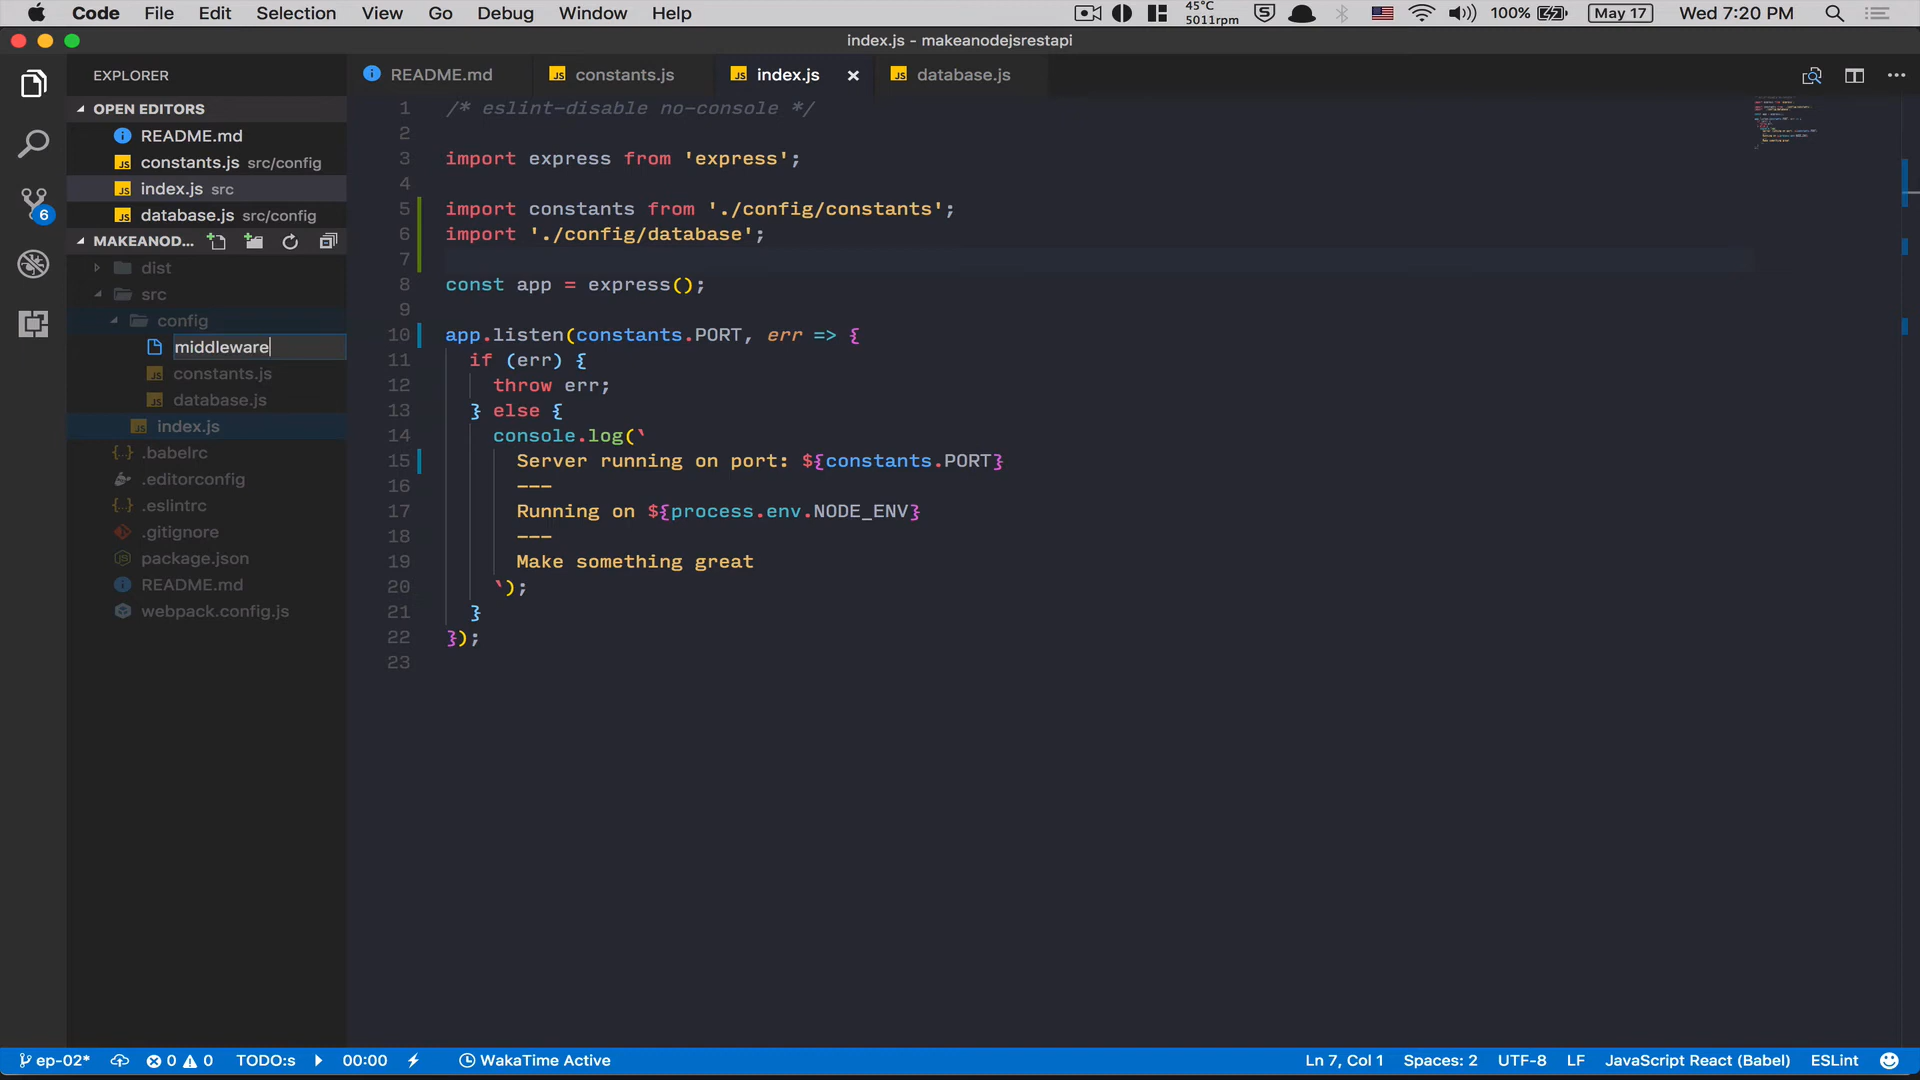 Code File Edit Selection View Go Debug Window Help 45°C 5011rpm 100% May 17 Wed 7:20 PM
index.js - makeanodejsrestapi
EXPLORER
OPEN EDITORS
README.md
constants.js src/config
index.js src
database.js src/config
MAKEANOD...
dist
src
config
middleware
constants.js
database.js
index.js
.babelrc
.editorconfig
.eslintrc
.gitignore
package.json
README.md
webpack.config.js
6
README.md constants.js index.js database.js
1 /* eslint-disable no-console */
2
3 import express from 'express';
4
5 import constants from './config/constants';
6 import './config/database';
7
8 const app = express();
9
10 app.listen(constants.PORT, err => {
11 if (err) {
12 throw err;
13 } else {
14 console.log(`
15 Server running on port: ${constants.PORT}
16 ---
17 Running on ${process.env.NODE_ENV}
18 ---
19 Make something great
20 `);
21 }
22 });
23
ep-02* 0 0 TODO:s 00:00 WakaTime Active Ln 7, Col 1 Spaces: 2 UTF-8 LF JavaScript React (Babel) ESLint